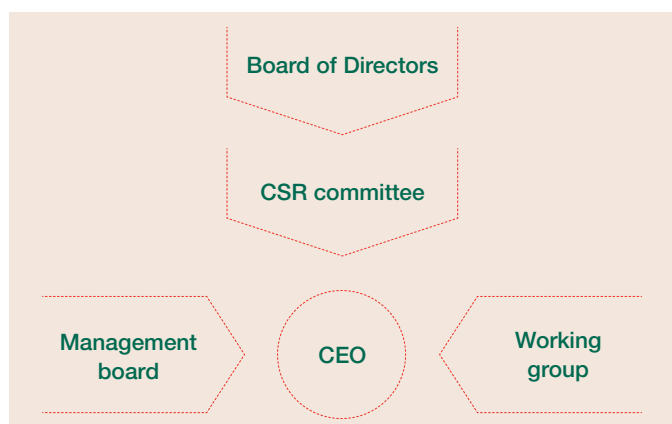 Board of Directors
CSR committee
Management
board
CEO
Working
group